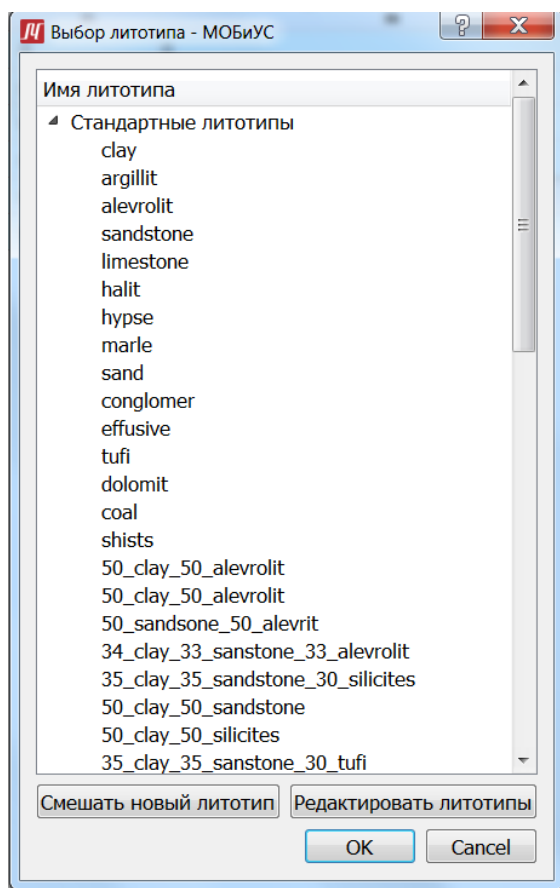 Выбор литотипа - МОБиУС
Имя литотипа
Стандартные литотипы
clay
argillit
alevrolit
sandstone
limestone
halit
hypse
marle
sand
conglomer
effusive
tufi
dolomit
coal
shists
50_clay_50_alevrolit
50_clay_50_alevrolit
50_sandsone_50_alevrit
34_clay_33_sanstone_33_alevrolit
35_clay_35_sandstone_30_silicites
50_clay_50_sandstone
50_clay_50_silicites
35_clay_35_sanstone_30_tufi
Смешать новый литотип Редактировать литотипы
OK Cancel